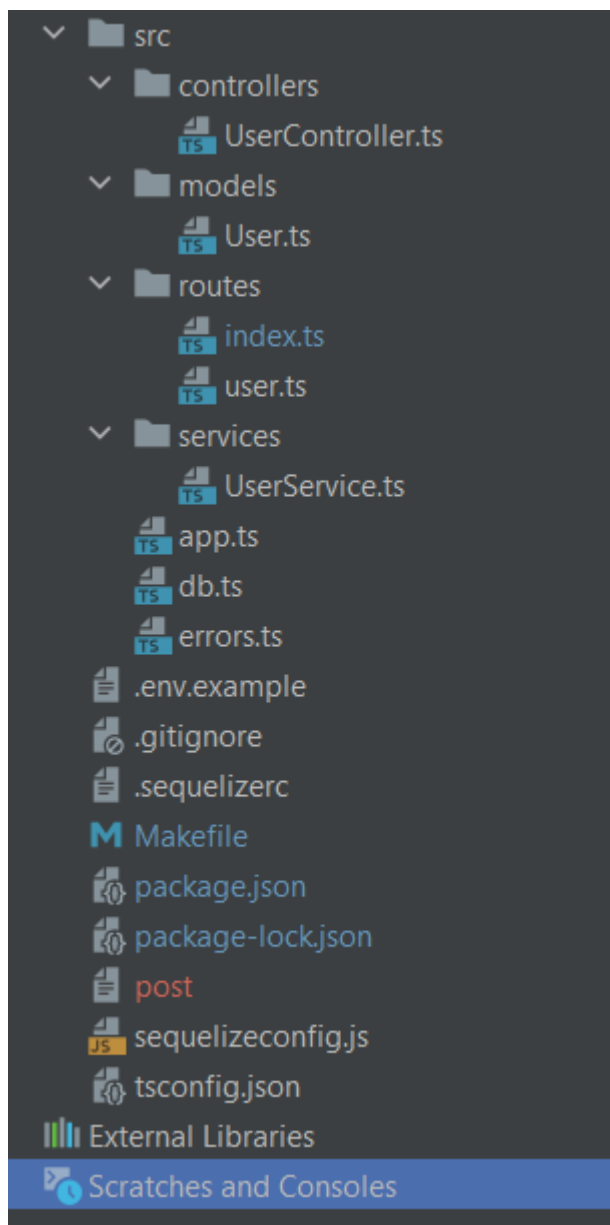 src
controllers
TS UserController.ts
models
TS User.ts
routes
TS index.ts
TS user.ts
services
TS UserService.ts
TS app.ts
TS db.ts
TS errors.ts
.env.example
.gitignore
.sequelizerc
M Makefile
package.json
package-lock.json
post
JS sequelizeconfig.js
tsconfig.json
External Libraries
Scratches and Consoles